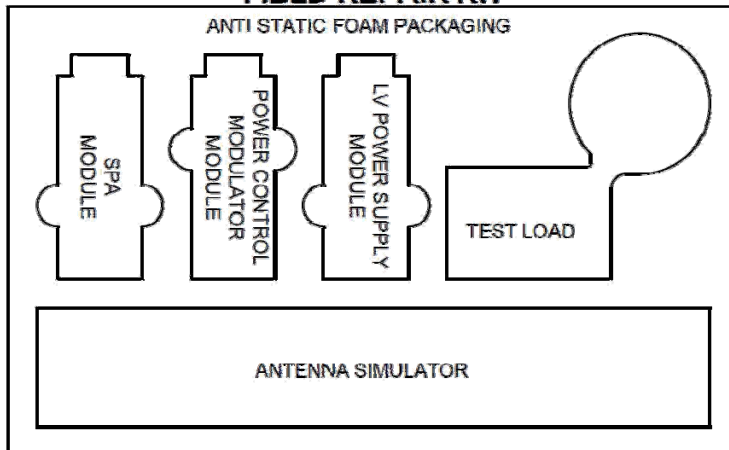 ANTI STATIC FOAM PACKAGING
SPA
MODULE
POWER CONTROL
MODULATOR
MODULE
LV POWER SUPPLY
MODULE
TEST LOAD
ANTENNA SIMULATOR